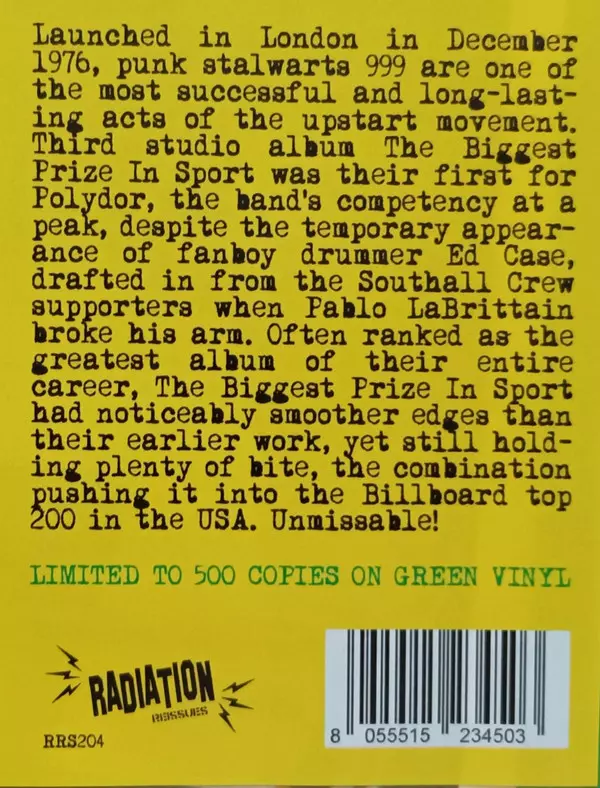 Launched in London in December
1976, punk stalwarts 999 are one of
the most successful and long-last-
ing acts of the upstart movement.
Third studio album The Biggest
Prize In Sport was their first for
Polydor, the band's competency at a
peak, despite the temporary appear-
ance of fanboy drummer Ed Case,
drafted in from the Southall Crew
supporters when Pablo LaBrittain
broke his arm. Often ranked as the
greatest album of their entire
career, The Biggest Prize In Sport
had noticeably smoother edges than
their earlier work, yet still hold-
ing plenty of bite, the combination
pushing it into the Billboard top
200 in the USA. Unmissable!
LIMITED TO 500 COPIES ON GREEN VINYL
RADIATION
REISSUES
RRS204
8 055515 234503